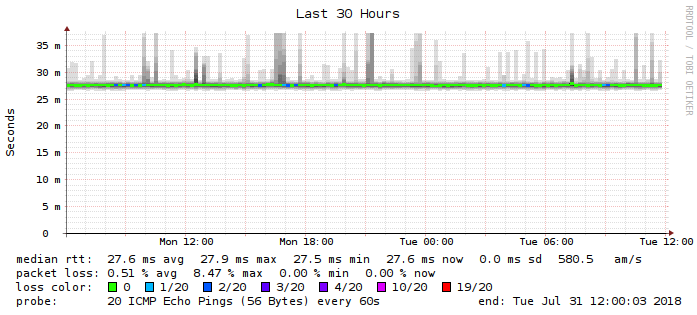 Last 30 Hours
RRDTOOL / TOBI OETIKER
Seconds
35 m
30 m
25 m
20 m
15 m
10 m
5 m
0
Mon 12:00 Mon 18:00 Tue 00:00 Tue 06:00 Tue 12:00
median rtt: 27.6 ms avg 27.9 ms max 27.5 ms min 27.6 ms now 0.0 ms sd 580.5 am/s
packet loss: 0.51 % avg 8.47 % max 0.00 % min 0.00 % now
loss color: 0 1/20 2/20 3/20 4/20 10/20 19/20
probe: 20 ICMP Echo Pings (56 Bytes) every 60s end: Tue Jul 31 12:00:03 2018